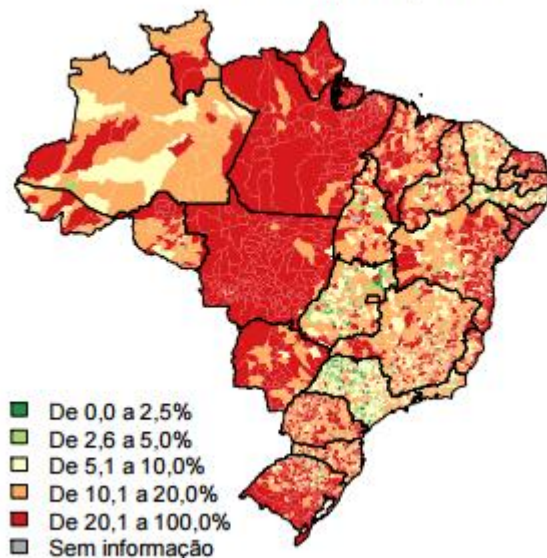 De 0,0 a 2,5%
De 2,6 a 5,0%
De 5,1 a 10,0%
De 10,1 a 20,0%
De 20,1 a 100,0%
Sem informação